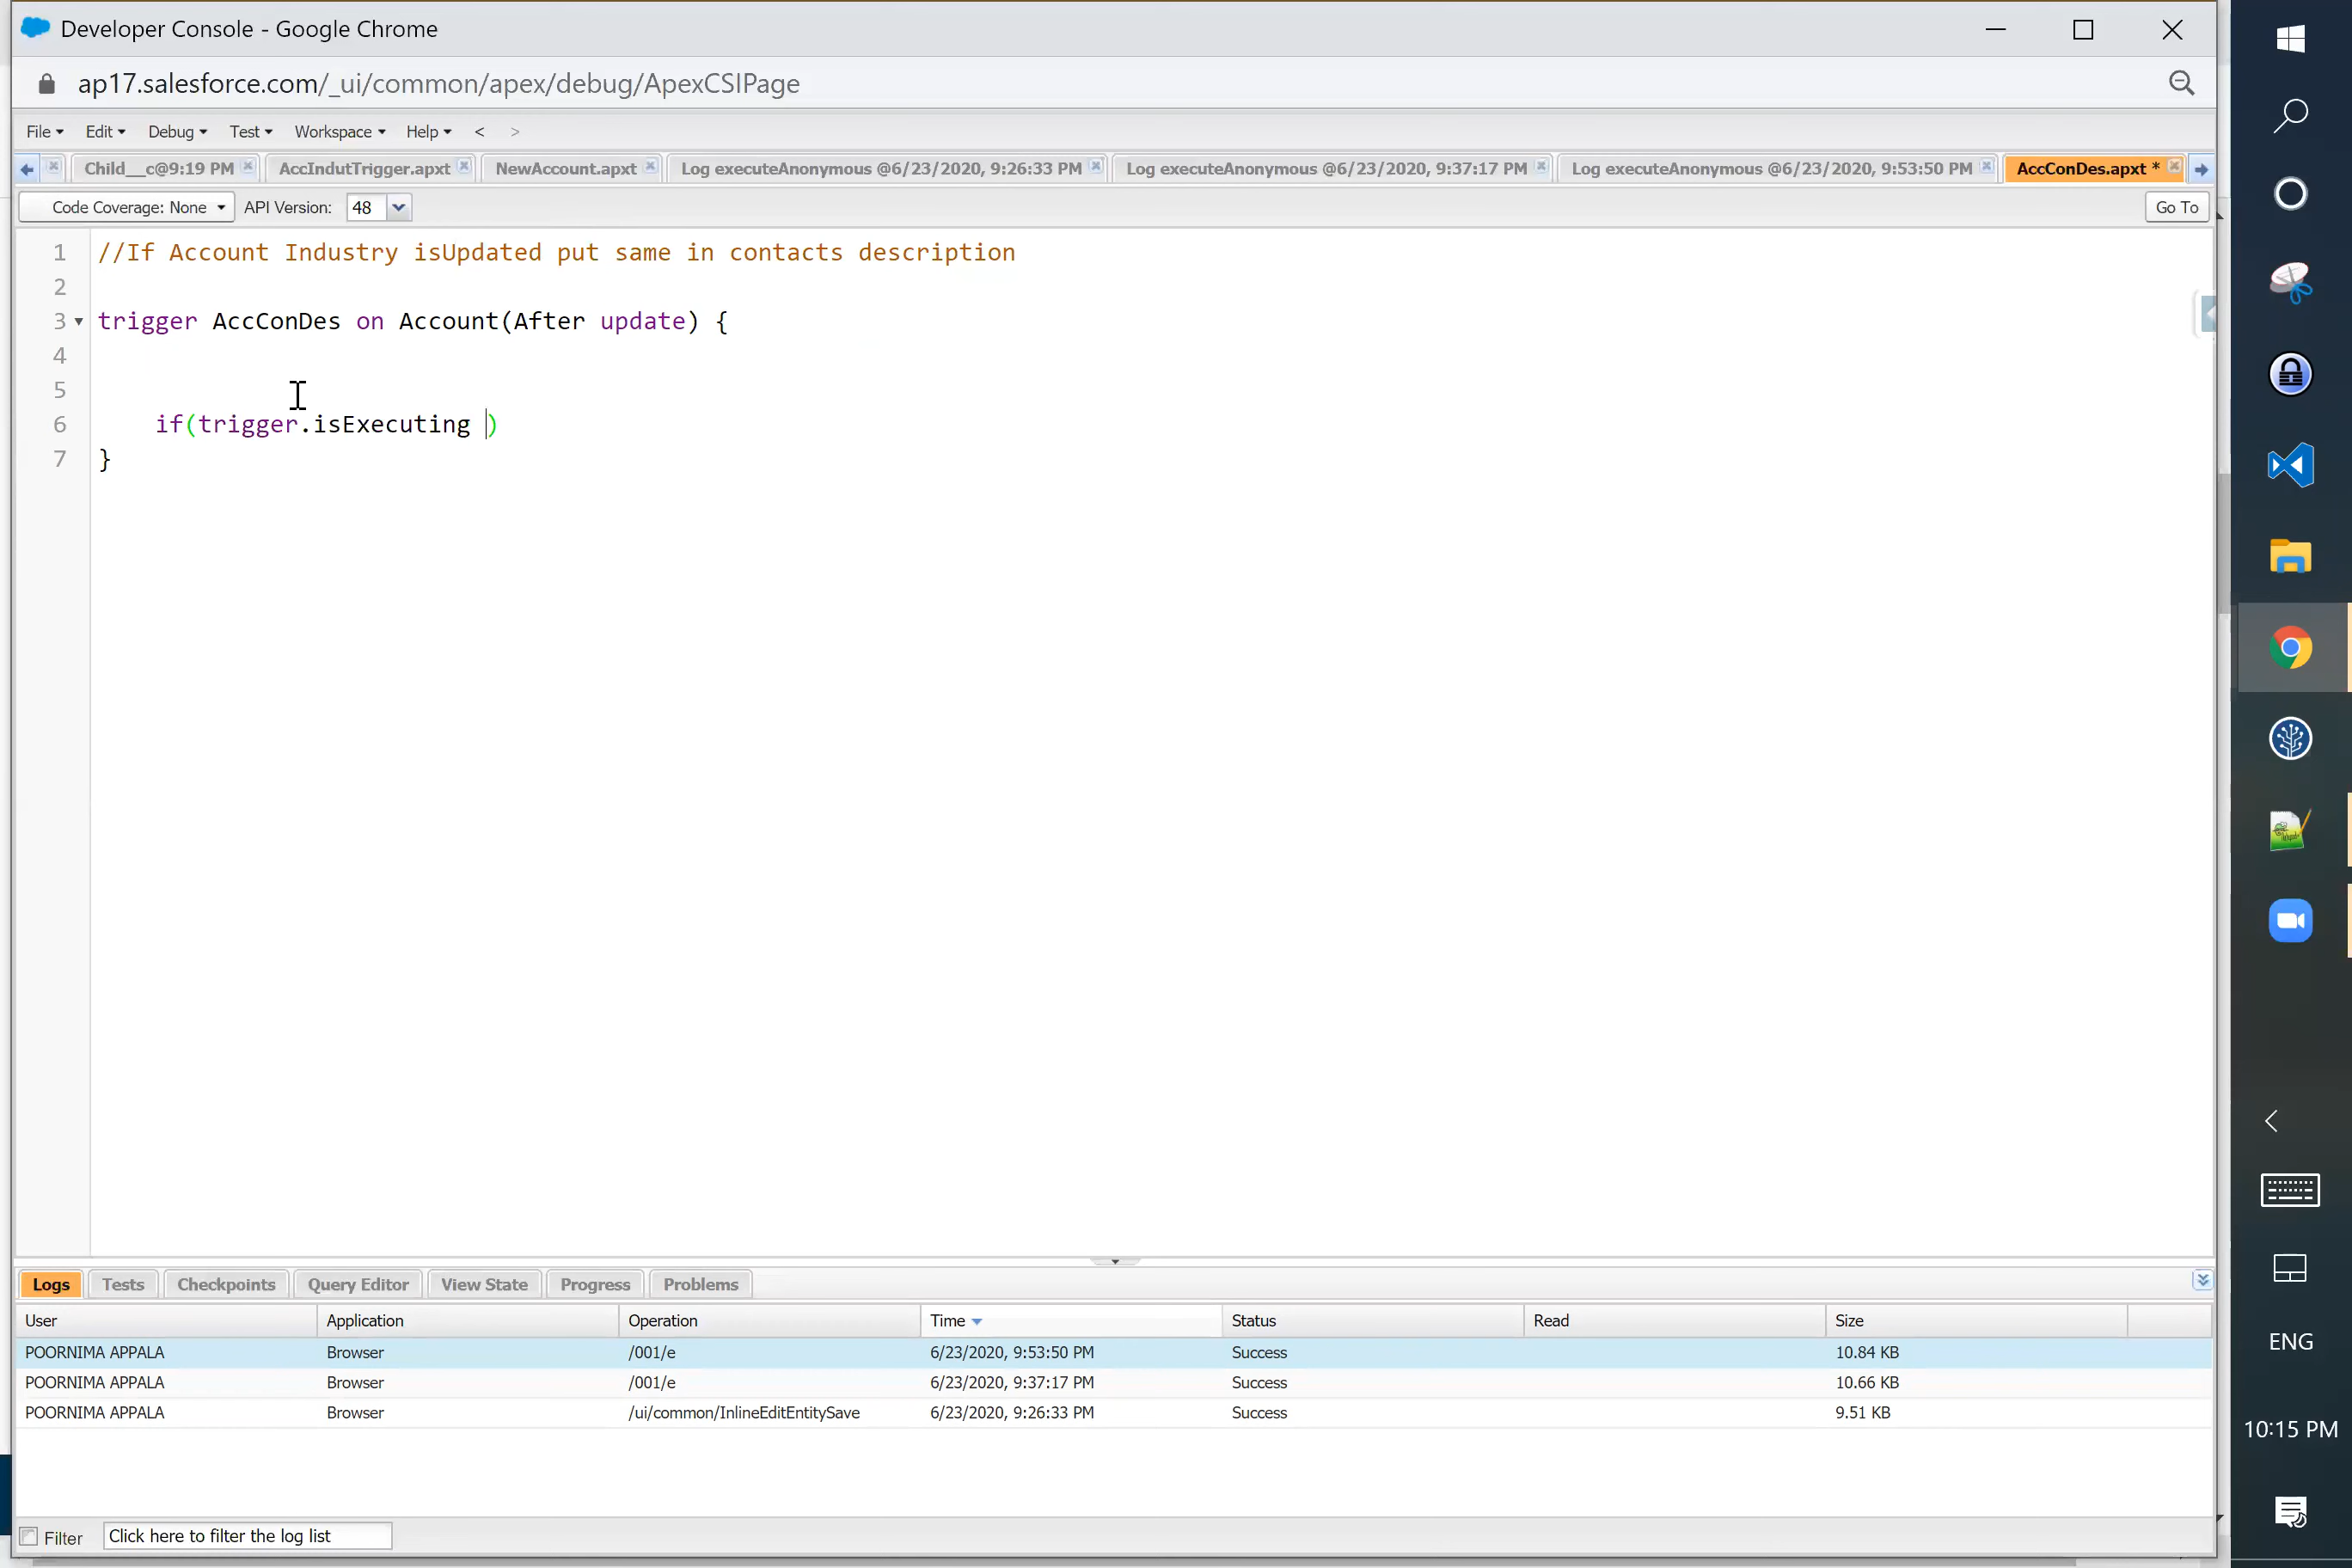 Developer Console - Google Chrome
ap17.salesforce.com/_ui/common/apex/debug/ApexCSIPage
File Edit Debug Test Workspace Help < >
Child__c@9:19 PM AccIndutTrigger.apxt NewAccount.apxt Log executeAnonymous @6/23/2020, 9:26:33 PM Log executeAnonymous @6/23/2020, 9:37:17 PM Log executeAnonymous @6/23/2020, 9:53:50 PM AccConDes.apxt *
Code Coverage: None API Version: 48 Go To
1 //If Account Industry isUpdated put same in contacts description
2
3 trigger AccConDes on Account(After update) {
4
5
6 if(trigger.isExecuting )
7 }
Logs Tests Checkpoints Query Editor View State Progress Problems
User Application Operation Time Status Read Size
POORNIMA APPALA Browser /001/e 6/23/2020, 9:53:50 PM Success 10.84 KB
POORNIMA APPALA Browser /001/e 6/23/2020, 9:37:17 PM Success 10.66 KB
POORNIMA APPALA Browser /ui/common/InlineEditEntitySave 6/23/2020, 9:26:33 PM Success 9.51 KB
Filter Click here to filter the log list
ENG
10:15 PM